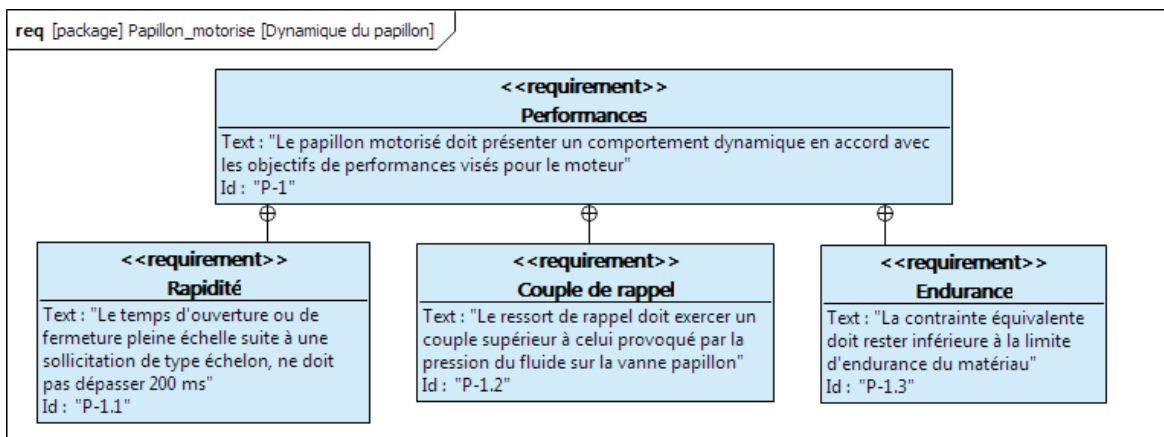 req [package] Papillon_motorise [Dynamique du papillon]
<<requirement>>
Performances
Text : "Le papillon motorisé doit présenter un comportement dynamique en accord avec
les objectifs de performances visés pour le moteur"
Id : "P-1"
<<requirement>>
Rapidité
Text : "Le temps d'ouverture ou de
fermeture pleine échelle suite à une
sollicitation de type échelon, ne doit
pas dépasser 200 ms"
Id : "P-1.1"
<<requirement>>
Couple de rappel
Text : "Le ressort de rappel doit exercer un
couple supérieur à celui provoqué par la
pression du fluide sur la vanne papillon"
Id : "P-1.2"
<<requirement>>
Endurance
Text : "La contrainte équivalente
doit rester inférieure à la limite
d'endurance du matériau"
Id : "P-1.3"